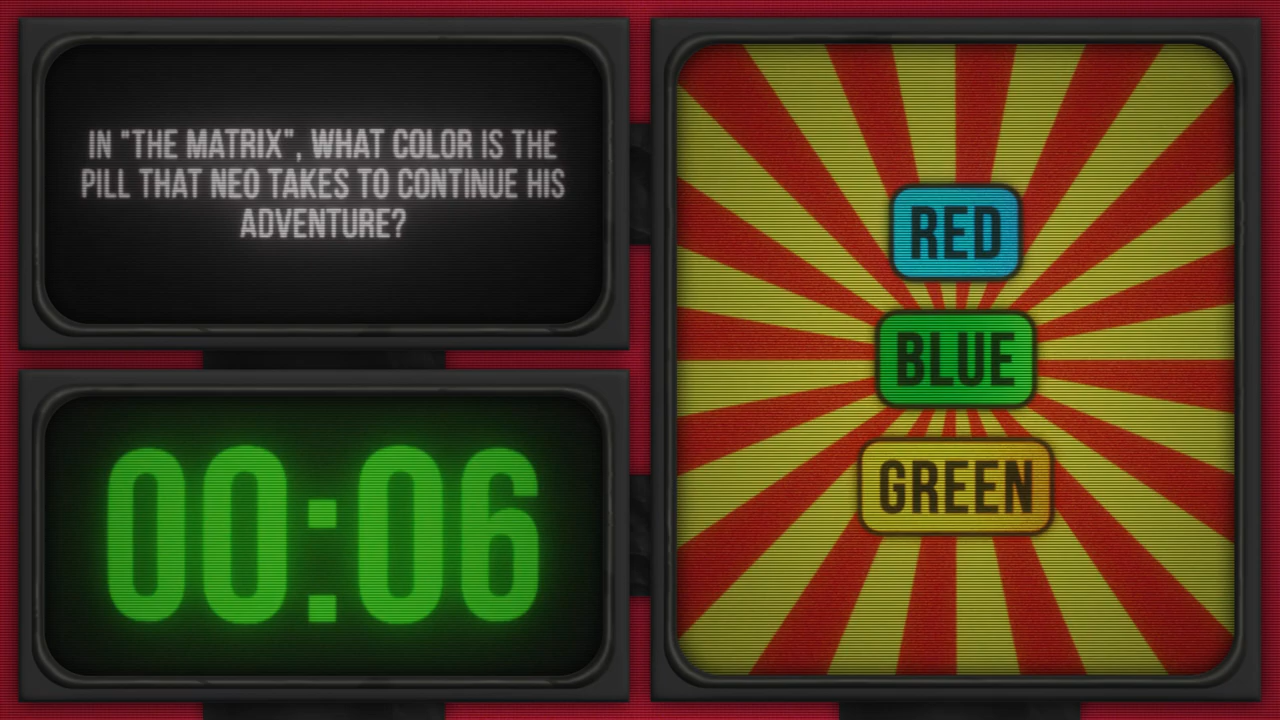 IN "THE MATRIX", WHAT COLOR IS THE
PILL THAT NEO TAKES TO CONTINUE HIS
ADVENTURE?
00:06
RED
BLUE
GREEN